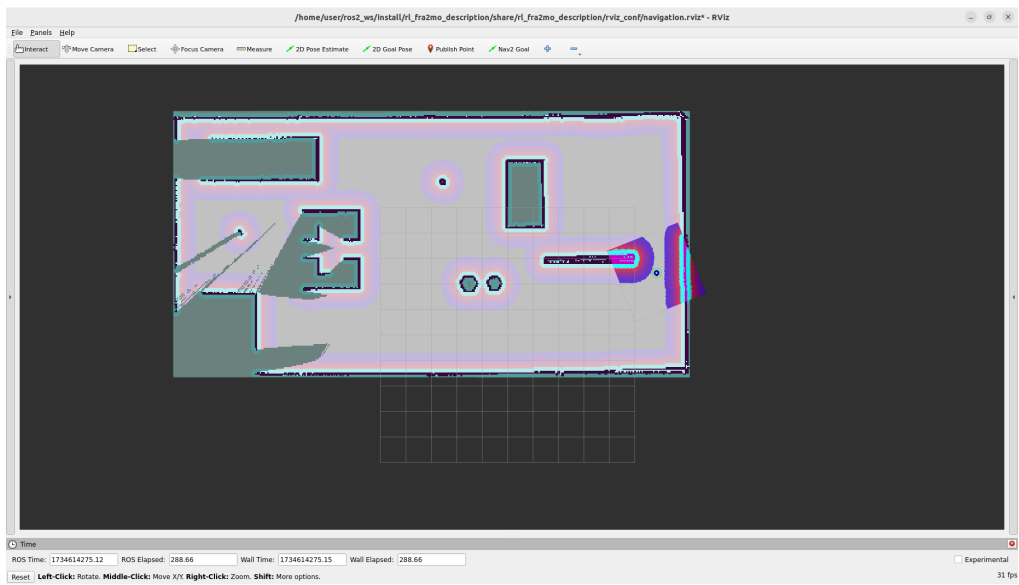 /home/user/ros2_ws/install/rl_fra2mo_description/share/rl_fra2mo_description/rviz_conf/navigation.rviz* - RViz
File Panels Help
Interact Move Camera Select Focus Camera Measure 2D Pose Estimate 2D Goal Pose Publish Point Nav2 Goal
Time
ROS Time: 1734614275.12 ROS Elapsed: 288.66 Wall Time: 1734614275.15 Wall Elapsed: 288.66 Experimental
Reset Left-Click: Rotate. Middle-Click: Move X/Y. Right-Click: Zoom. Shift: More options. 31 fps